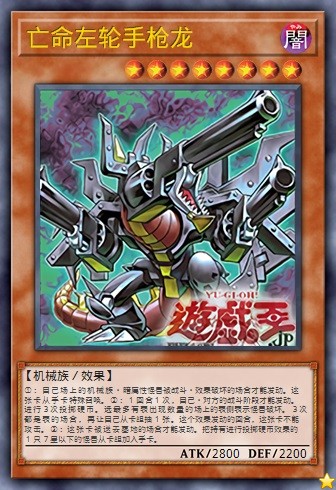 亡命左轮手枪龙
闇
YU-GI-OH!
遊戯王
.JP
【机械族／效果】
①：自己场上的机械族・暗属性怪兽被战斗・效果破坏的场合才能发动。这
张卡从手卡特殊召唤。②：1回合1次，自己・对方的战斗阶段才能发动。
进行3次投掷硬币。选最多有表出现数量的场上的表侧表示怪兽破坏。3次
都是表的场合，再让自己从卡组抽1张。这个效果发动的回合，这张卡不能
攻击。③：这张卡被送去墓地的场合才能发动。把持有进行投掷硬币效果的
1只7星以下的怪兽从卡组加入手卡。
ATK/2800 DEF/2200